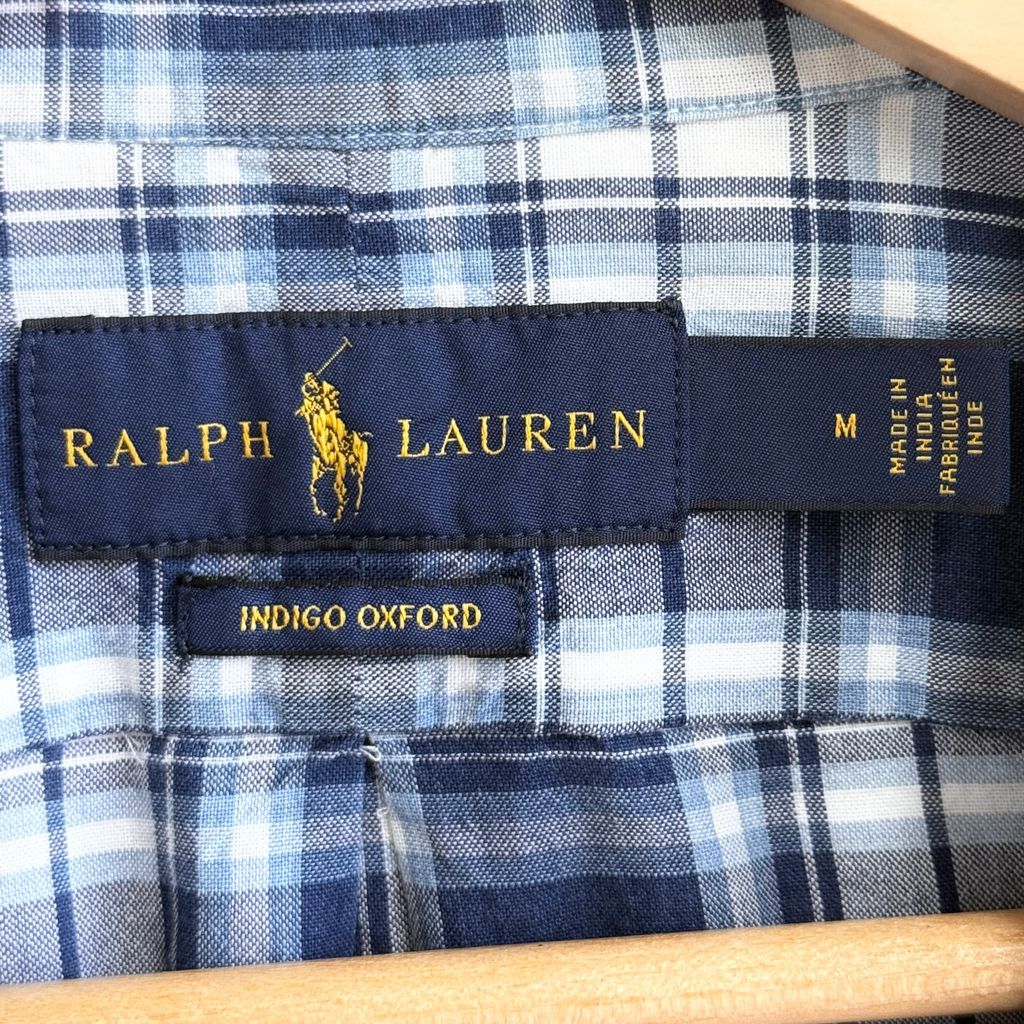 RALPH LAUREN
M
MADE IN
INDIA
FABRIQUÉ EN
INDE
INDIGO OXFORD